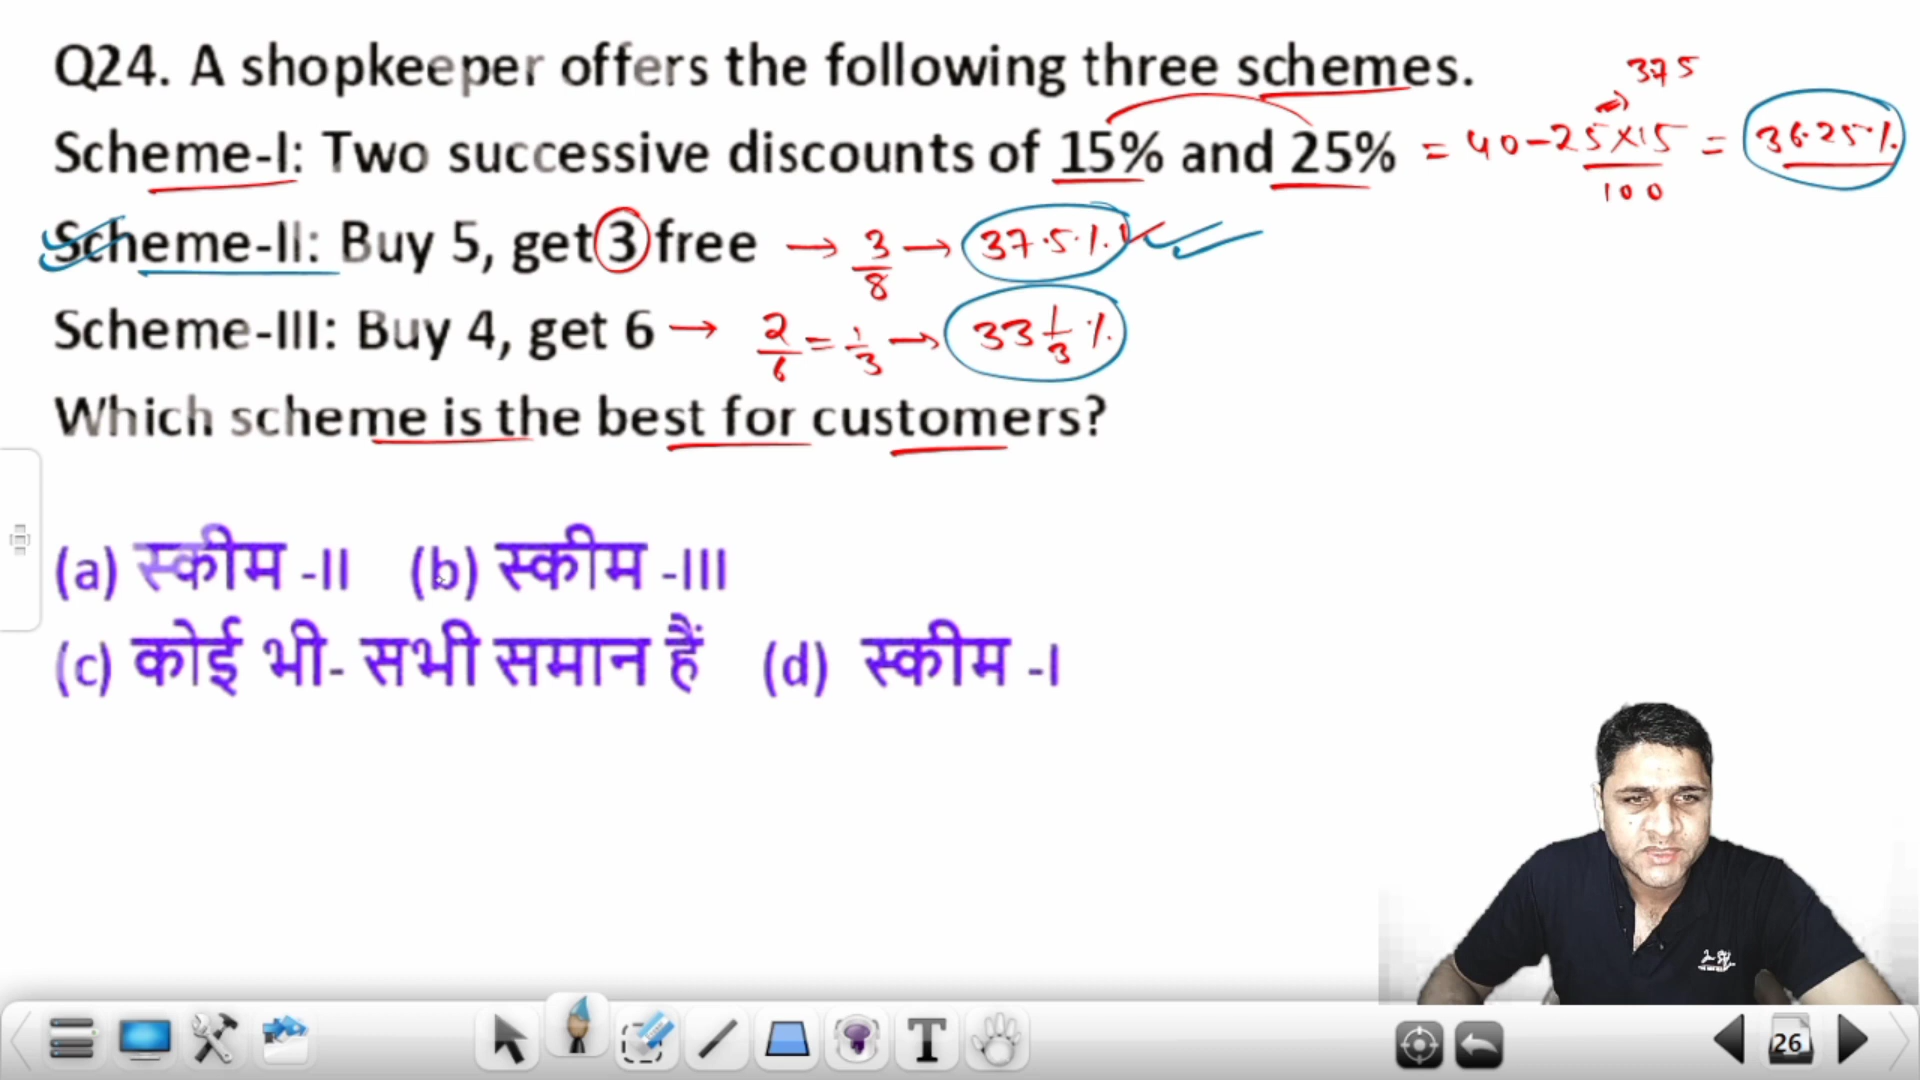 Q24. A shopkeeper offers the following three schemes.
375
Scheme-I: Two successive discounts of 15% and 25% = 40-25×15/100 = 36.25%
Scheme-II: Buy 5, get 3 free → 3/8 → 37.5%
Scheme-III: Buy 4, get 6 → 2/6 = 1/3 → 33 1/3 %
Which scheme is the best for customers?
(a) स्कीम -II (b) स्कीम -III
(c) कोई भी- सभी समान हैं (d) स्कीम -I
T
26